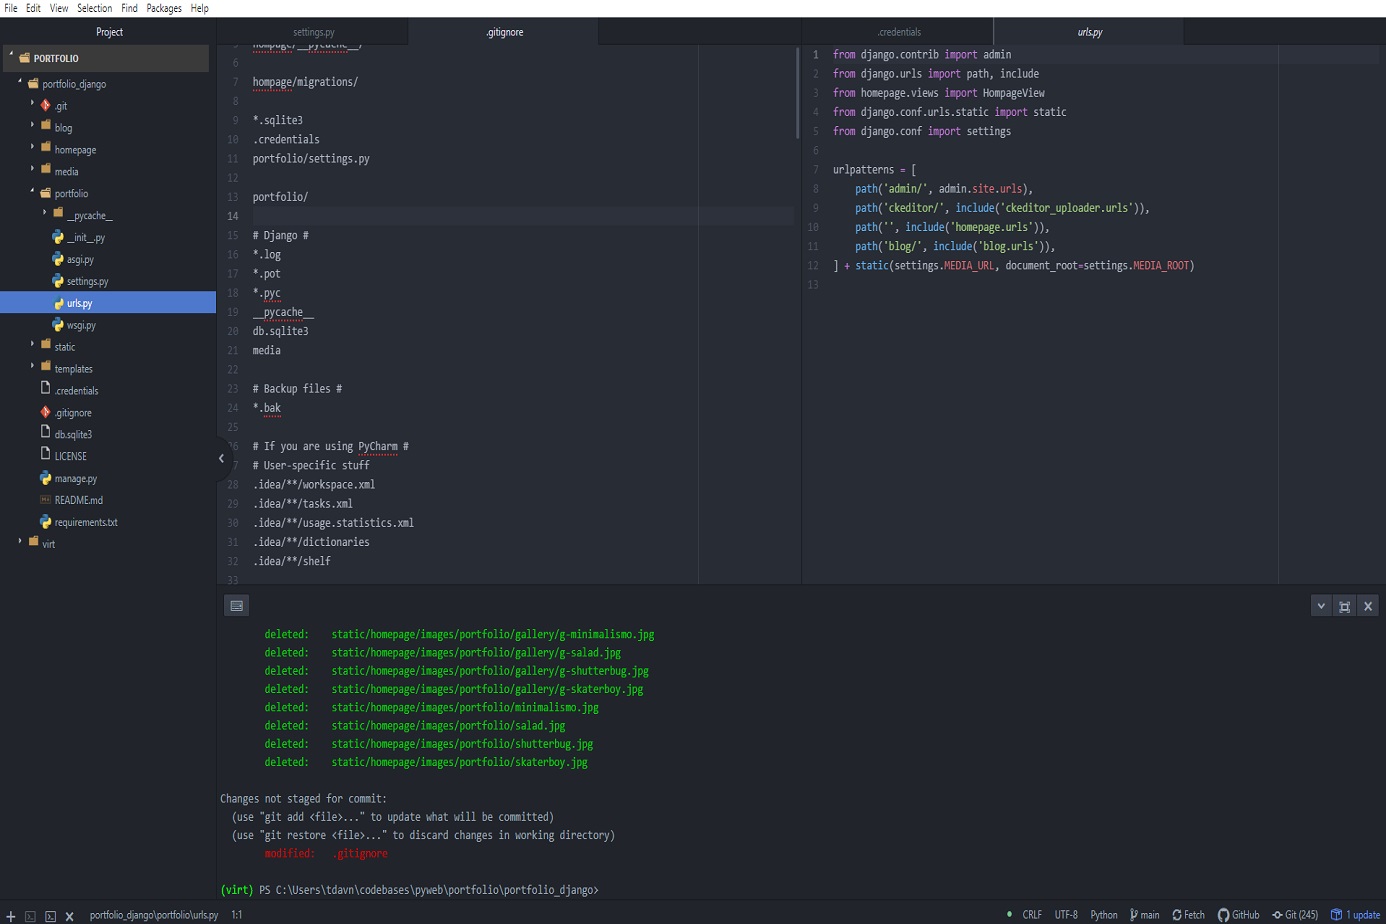 File Edit View Selection Find Packages Help
Project
PORTFOLIO
portfolio_django
.git
blog
homepage
media
portfolio
__pycache__
__init__.py
asgi.py
settings.py
urls.py
wsgi.py
static
templates
.credentials
.gitignore
db.sqlite3
LICENSE
manage.py
README.md
requirements.txt
virt
settings.py
.gitignore
5 hompage/__pycache__/
6
7 hompage/migrations/
8
9 *.sqlite3
10 .credentials
11 portfolio/settings.py
12
13 portfolio/
14
15 # Django #
16 *.log
17 *.pot
18 *.pyc
19 __pycache__
20 db.sqlite3
21 media
22
23 # Backup files #
24 *.bak
25
26 # If you are using PyCharm #
27 # User-specific stuff
28 .idea/**/workspace.xml
29 .idea/**/tasks.xml
30 .idea/**/usage.statistics.xml
31 .idea/**/dictionaries
32 .idea/**/shelf
33
.credentials
urls.py
1 from django.contrib import admin
2 from django.urls import path, include
3 from homepage.views import HompageView
4 from django.conf.urls.static import static
5 from django.conf import settings
6
7 urlpatterns = [
8 path('admin/', admin.site.urls),
9 path('ckeditor/', include('ckeditor_uploader.urls')),
10 path('', include('homepage.urls')),
11 path('blog/', include('blog.urls')),
12 ] + static(settings.MEDIA_URL, document_root=settings.MEDIA_ROOT)
13
deleted: static/homepage/images/portfolio/gallery/g-minimalismo.jpg
deleted: static/homepage/images/portfolio/gallery/g-salad.jpg
deleted: static/homepage/images/portfolio/gallery/g-shutterbug.jpg
deleted: static/homepage/images/portfolio/gallery/g-skaterboy.jpg
deleted: static/homepage/images/portfolio/minimalismo.jpg
deleted: static/homepage/images/portfolio/salad.jpg
deleted: static/homepage/images/portfolio/shutterbug.jpg
deleted: static/homepage/images/portfolio/skaterboy.jpg
Changes not staged for commit:
(use "git add <file>..." to update what will be committed)
(use "git restore <file>..." to discard changes in working directory)
modified: .gitignore
(virt) PS C:\Users\tdavn\codebases\pyweb\portfolio\portfolio_django>
portfolio_django\portfolio\urls.py 1:1 CRLF UTF-8 Python main Fetch GitHub Git (245) 1 update